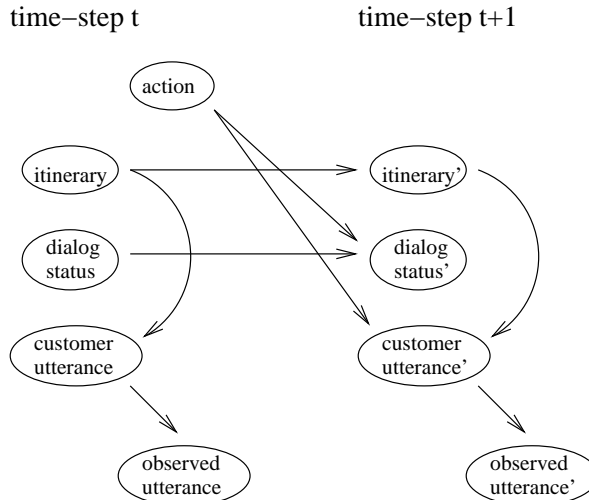 time−step t
time−step t+1
action
itinerary
itinerary’
dialog
status
dialog
status’
customer
utterance
customer
utterance’
observed
utterance
observed
utterance’